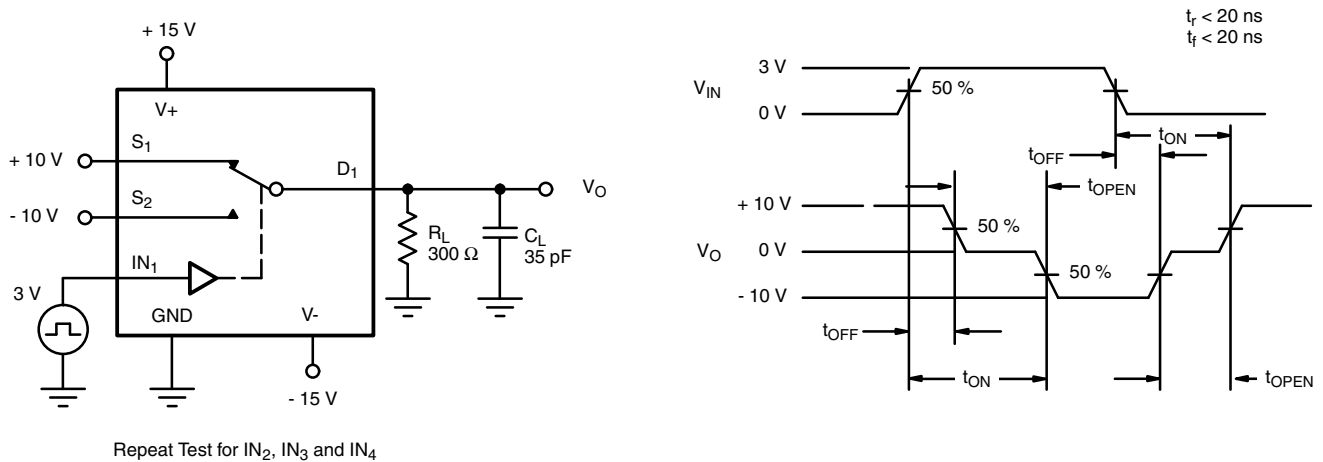 + 15 V
V+
+ 10 V
S1
D1
VO
- 10 V
S2
RL
300 Ω
CL
35 pF
IN1
3 V
GND
V-
- 15 V
Repeat Test for IN2, IN3 and IN4
tr < 20 ns
tf < 20 ns
VIN
3 V
50 %
0 V
tON
tOFF
tOPEN
+ 10 V
50 %
VO
0 V
50 %
- 10 V
tOFF
tON
tOPEN